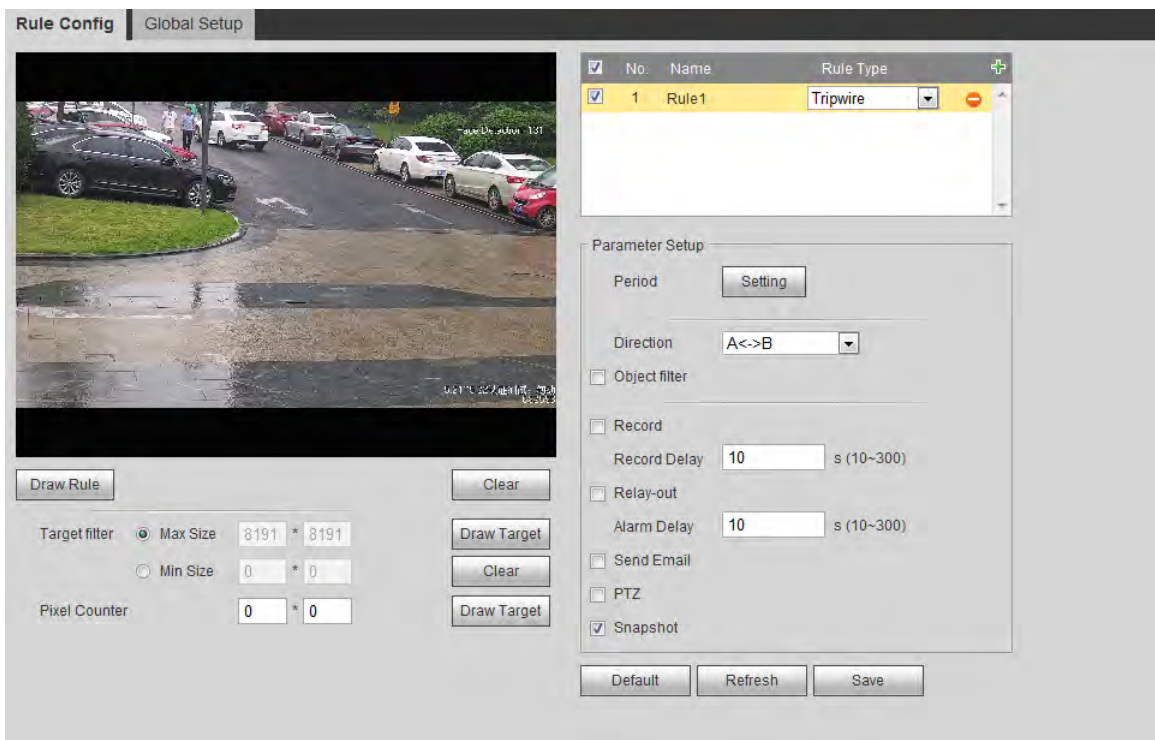 Rule Config Global Setup
No. Name Rule Type
1 Rule1 Tripwire
Parameter Setup
Period Setting
Direction A<->B
Object filter
Record
Record Delay 10 s (10~300)
Relay-out
Alarm Delay 10 s (10~300)
Send Email
PTZ
Snapshot
Default Refresh Save
Draw Rule Clear
Target filter Max Size 8191 * 8191 Draw Target
Min Size 0 * 0 Clear
Pixel Counter 0 * 0 Draw Target